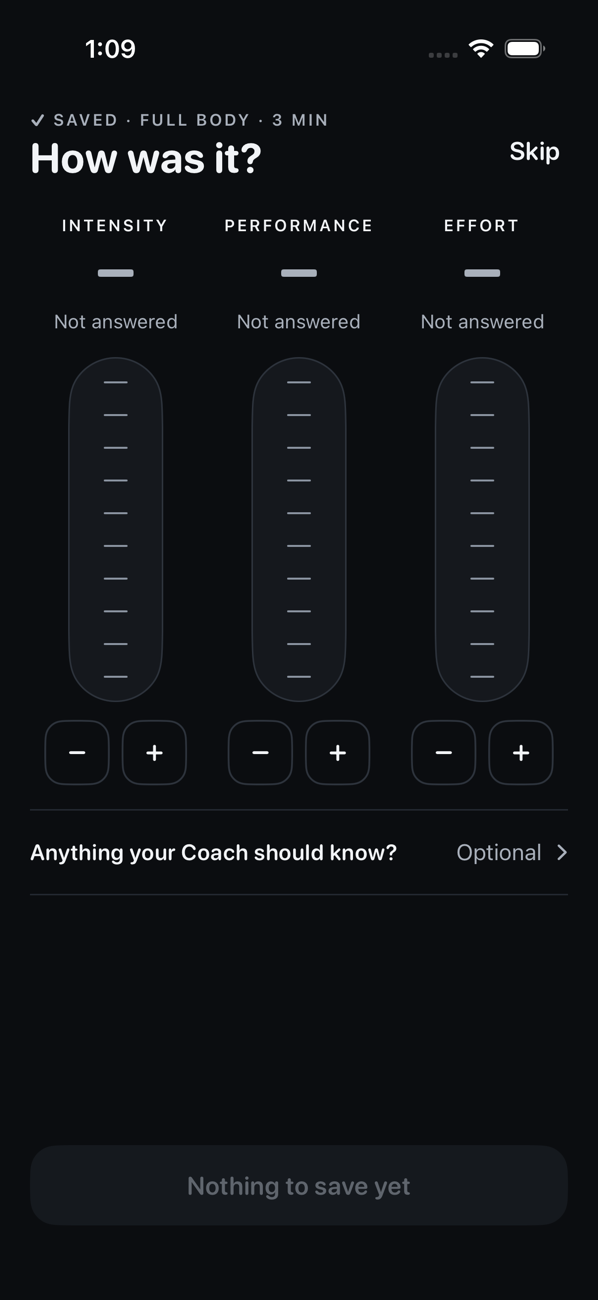 1:09
✓ SAVED · FULL BODY · 3 MIN
How was it?
Skip
INTENSITY PERFORMANCE EFFORT
Not answered Not answered Not answered
− + − + − +
Anything your Coach should know? Optional
Nothing to save yet